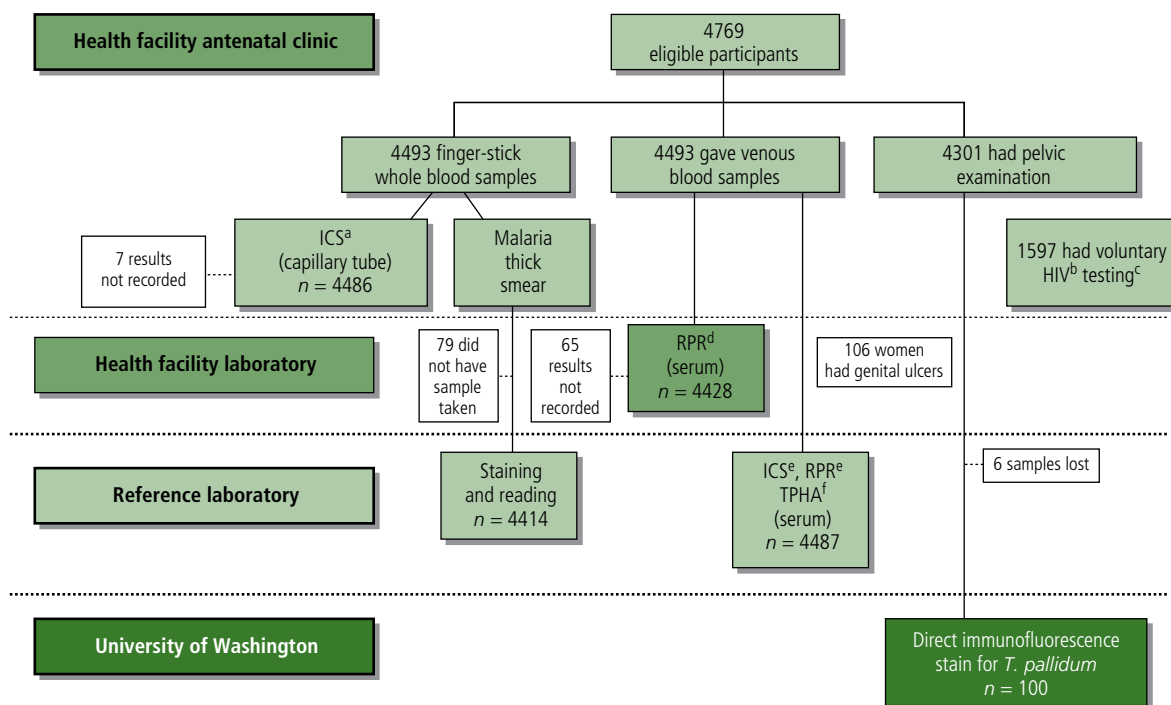 Health facility antenatal clinic
4769
eligible participants
4493 finger-stick
whole blood samples
4493 gave venous
blood samples
4301 had pelvic
examination
7 results
not recorded
ICSa
(capillary tube)
n = 4486
Malaria
thick
smear
1597 had voluntary
HIVb testingc
Health facility laboratory
79 did
not have
sample
taken
65
results
not
recorded
RPRd
(serum)
n = 4428
106 women
had genital ulcers
Reference laboratory
Staining
and reading
n = 4414
ICSe, RPRe
TPHAf
(serum)
n = 4487
6 samples lost
University of Washington
Direct immunofluorescence
stain for T. pallidum
n = 100